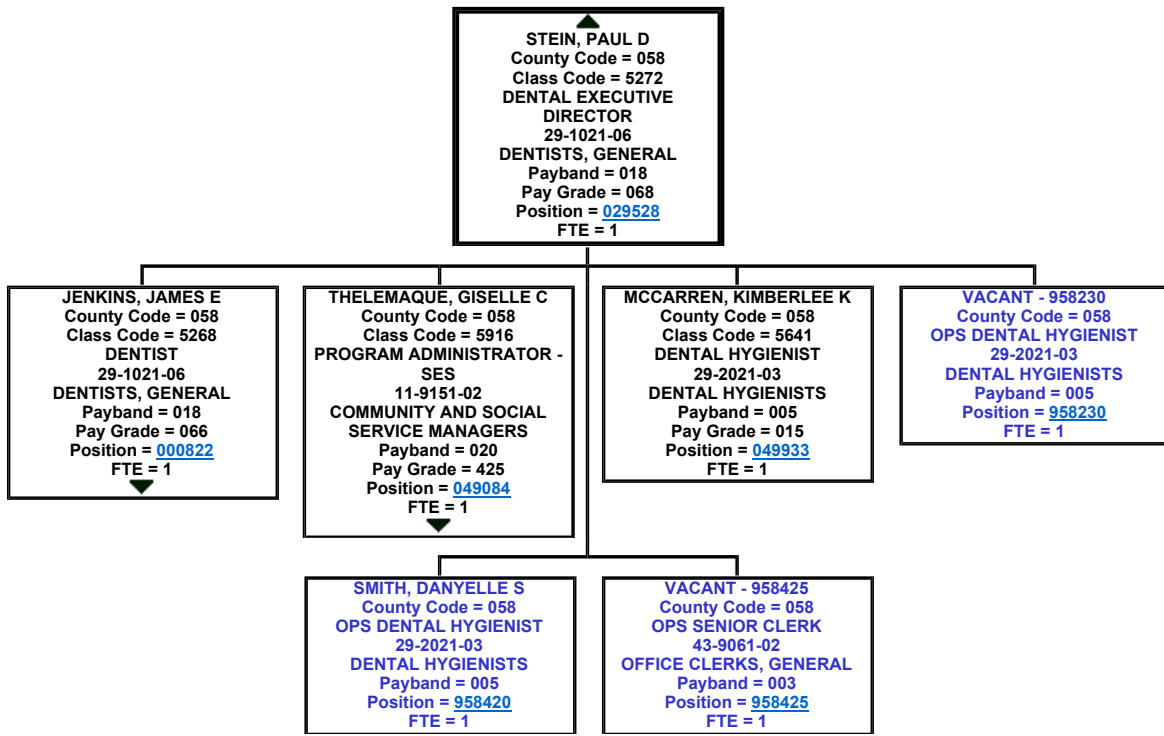 STEIN, PAUL D
County Code = 058
Class Code = 5272
DENTAL EXECUTIVE
DIRECTOR
29-1021-06
DENTISTS, GENERAL
Payband = 018
Pay Grade = 068
Position = 029528
FTE = 1
JENKINS, JAMES E
County Code = 058
Class Code = 5268
DENTIST
29-1021-06
DENTISTS, GENERAL
Payband = 018
Pay Grade = 066
Position = 000822
FTE = 1
THELEMAQUE, GISELLE C
County Code = 058
Class Code = 5916
PROGRAM ADMINISTRATOR -
SES
11-9151-02
COMMUNITY AND SOCIAL
SERVICE MANAGERS
Payband = 020
Pay Grade = 425
Position = 049084
FTE = 1
MCCARREN, KIMBERLEE K
County Code = 058
Class Code = 5641
DENTAL HYGIENIST
29-2021-03
DENTAL HYGIENISTS
Payband = 005
Pay Grade = 015
Position = 049933
FTE = 1
VACANT - 958230
County Code = 058
OPS DENTAL HYGIENIST
29-2021-03
DENTAL HYGIENISTS
Payband = 005
Position = 958230
FTE = 1
SMITH, DANYELLE S
County Code = 058
OPS DENTAL HYGIENIST
29-2021-03
DENTAL HYGIENISTS
Payband = 005
Position = 958420
FTE = 1
VACANT - 958425
County Code = 058
OPS SENIOR CLERK
43-9061-02
OFFICE CLERKS, GENERAL
Payband = 003
Position = 958425
FTE = 1